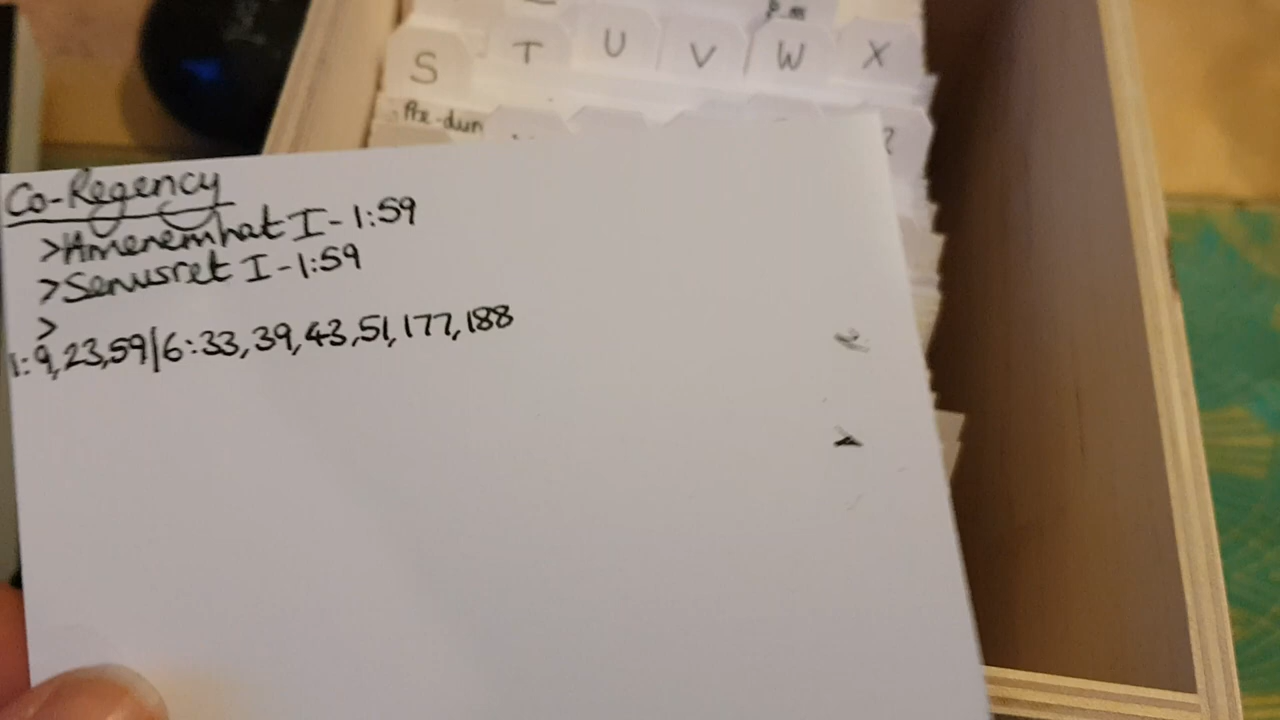 S T U V W X
Co-Regency
>Amenemhat I - 1:59
>Senusret I - 1:59
>
1:9,23,59/6:33,39,43,51,177,188